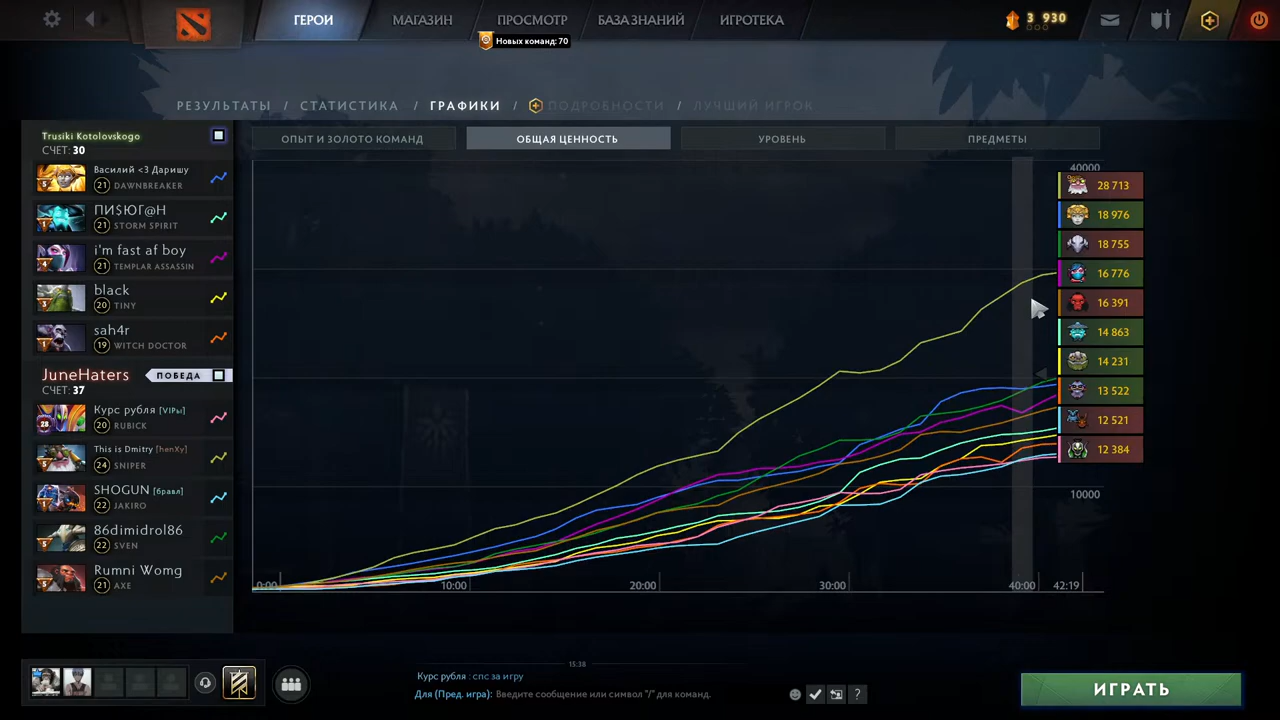 ГЕРОИ
МАГАЗИН
ПРОСМОТР
БАЗА ЗНАНИЙ
ИГРОТЕКА
3 930
Новых команд: 70
РЕЗУЛЬТАТЫ / СТАТИСТИКА / ГРАФИКИ / ПОДРОБНОСТИ / ЛУЧШИЙ ИГРОК
ОПЫТ И ЗОЛОТО КОМАНД
ОБЩАЯ ЦЕННОСТЬ
УРОВЕНЬ
ПРЕДМЕТЫ
Trusiki Kotolovskogo
СЧЕТ: 30
Василий <3 Даришу
21 DAWNBREAKER
ПИ$ЮГ@Н
21 STORM SPIRIT
i'm fast af boy
21 TEMPLAR ASSASSIN
black
20 TINY
sah4r
19 WITCH DOCTOR
JuneHaters
ПОБЕДА
СЧЕТ: 37
Курс рубля [VIPы]
20 RUBICK
This is Dmitry [henXy]
24 SNIPER
SHOGUN [бравл]
22 JAKIRO
86dimidrol86
22 SVEN
Rumni Womg
21 AXE
40000
10000
28 713
18 976
18 755
16 776
16 391
14 863
14 231
13 522
12 521
12 384
0:00
10:00
20:00
30:00
40:00
42:19
15:38
Курс рубля : спс за игру
Для (Пред. игра): Введите сообщение или символ "/" для команд.
?
ИГРАТЬ